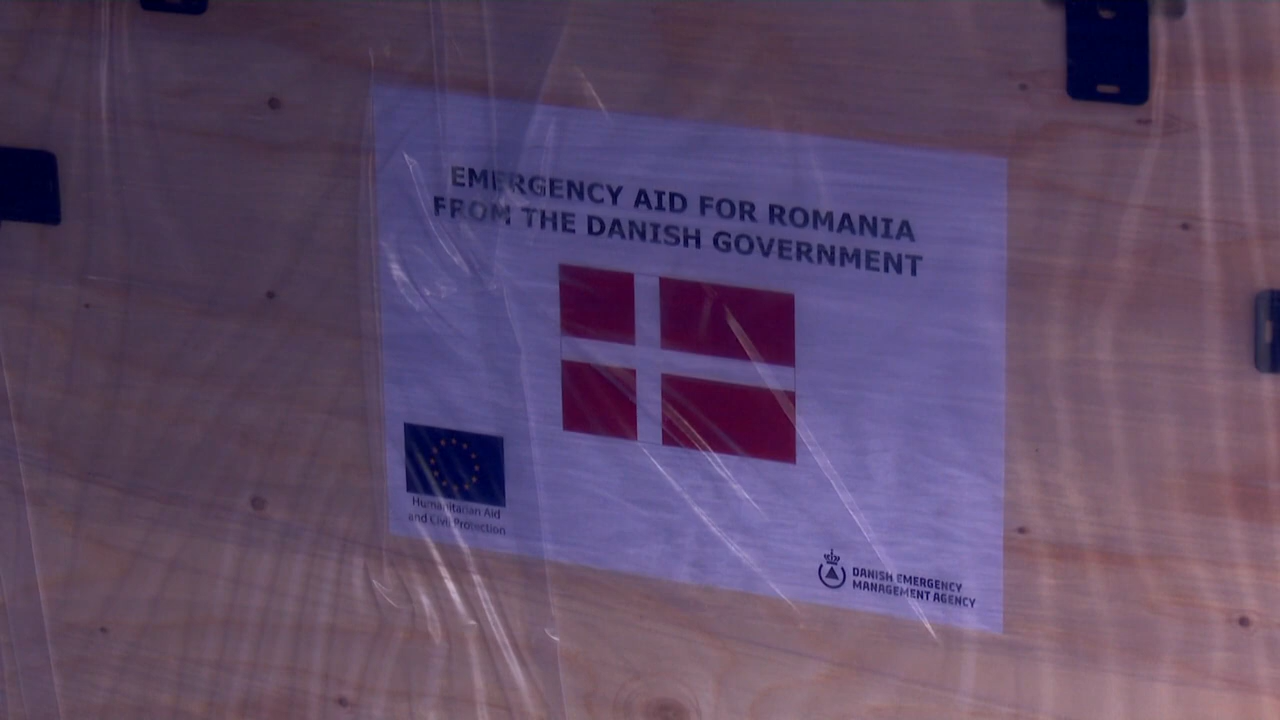 EMERGENCY AID FOR ROMANIA
FROM THE DANISH GOVERNMENT
Humanitarian Aid
and Civil Protection
DANISH EMERGENCY
MANAGEMENT AGENCY